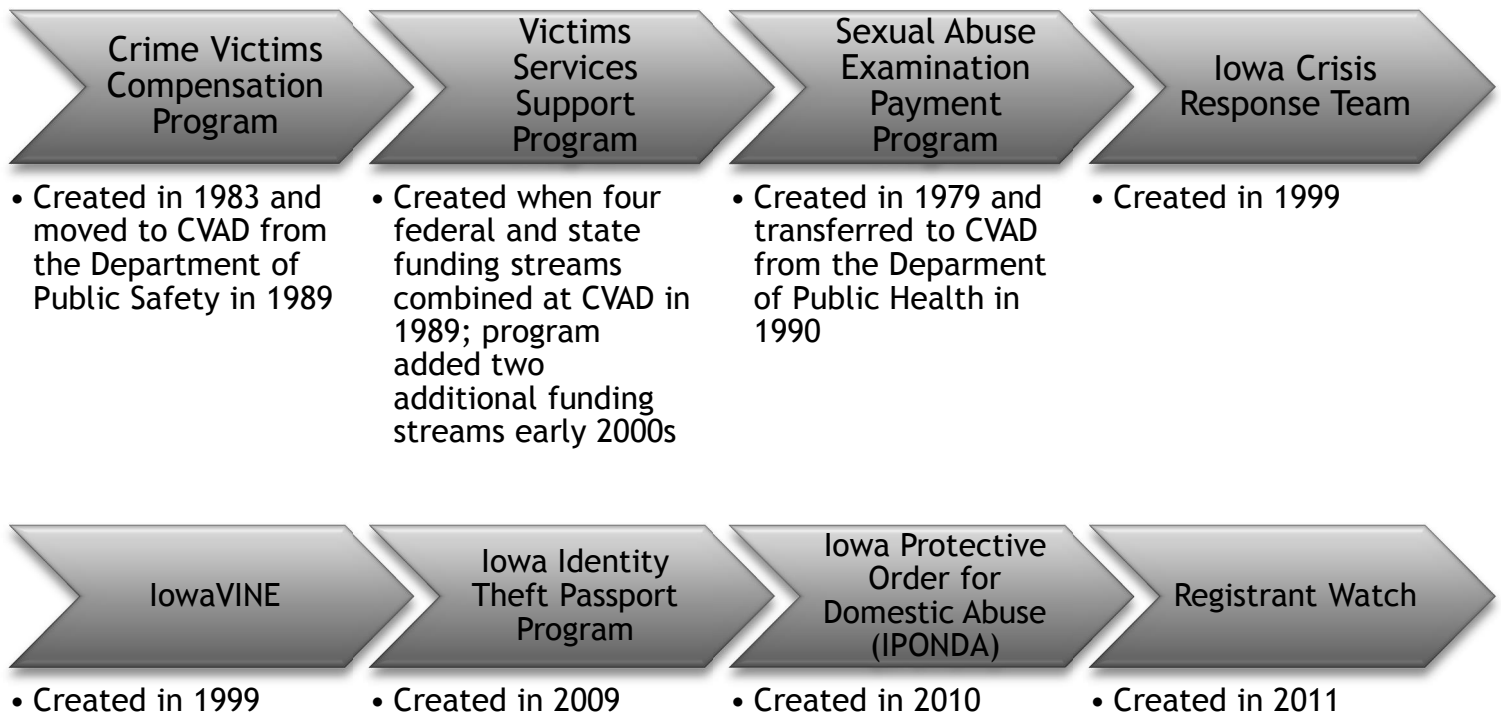 Crime Victims
Compensation
Program
• Created in 1983 and
moved to CVAD from
the Department of
Public Safety in 1989
Victims
Services
Support
Program
• Created when four
federal and state
funding streams
combined at CVAD in
1989; program
added two
additional funding
streams early 2000s
Sexual Abuse
Examination
Payment
Program
• Created in 1979 and
transferred to CVAD
from the Deparment
of Public Health in
1990
Iowa Crisis
Response Team
• Created in 1999
IowaVINE
• Created in 1999
Iowa Identity
Theft Passport
Program
• Created in 2009
Iowa Protective
Order for
Domestic Abuse
(IPONDA)
• Created in 2010
Registrant Watch
• Created in 2011